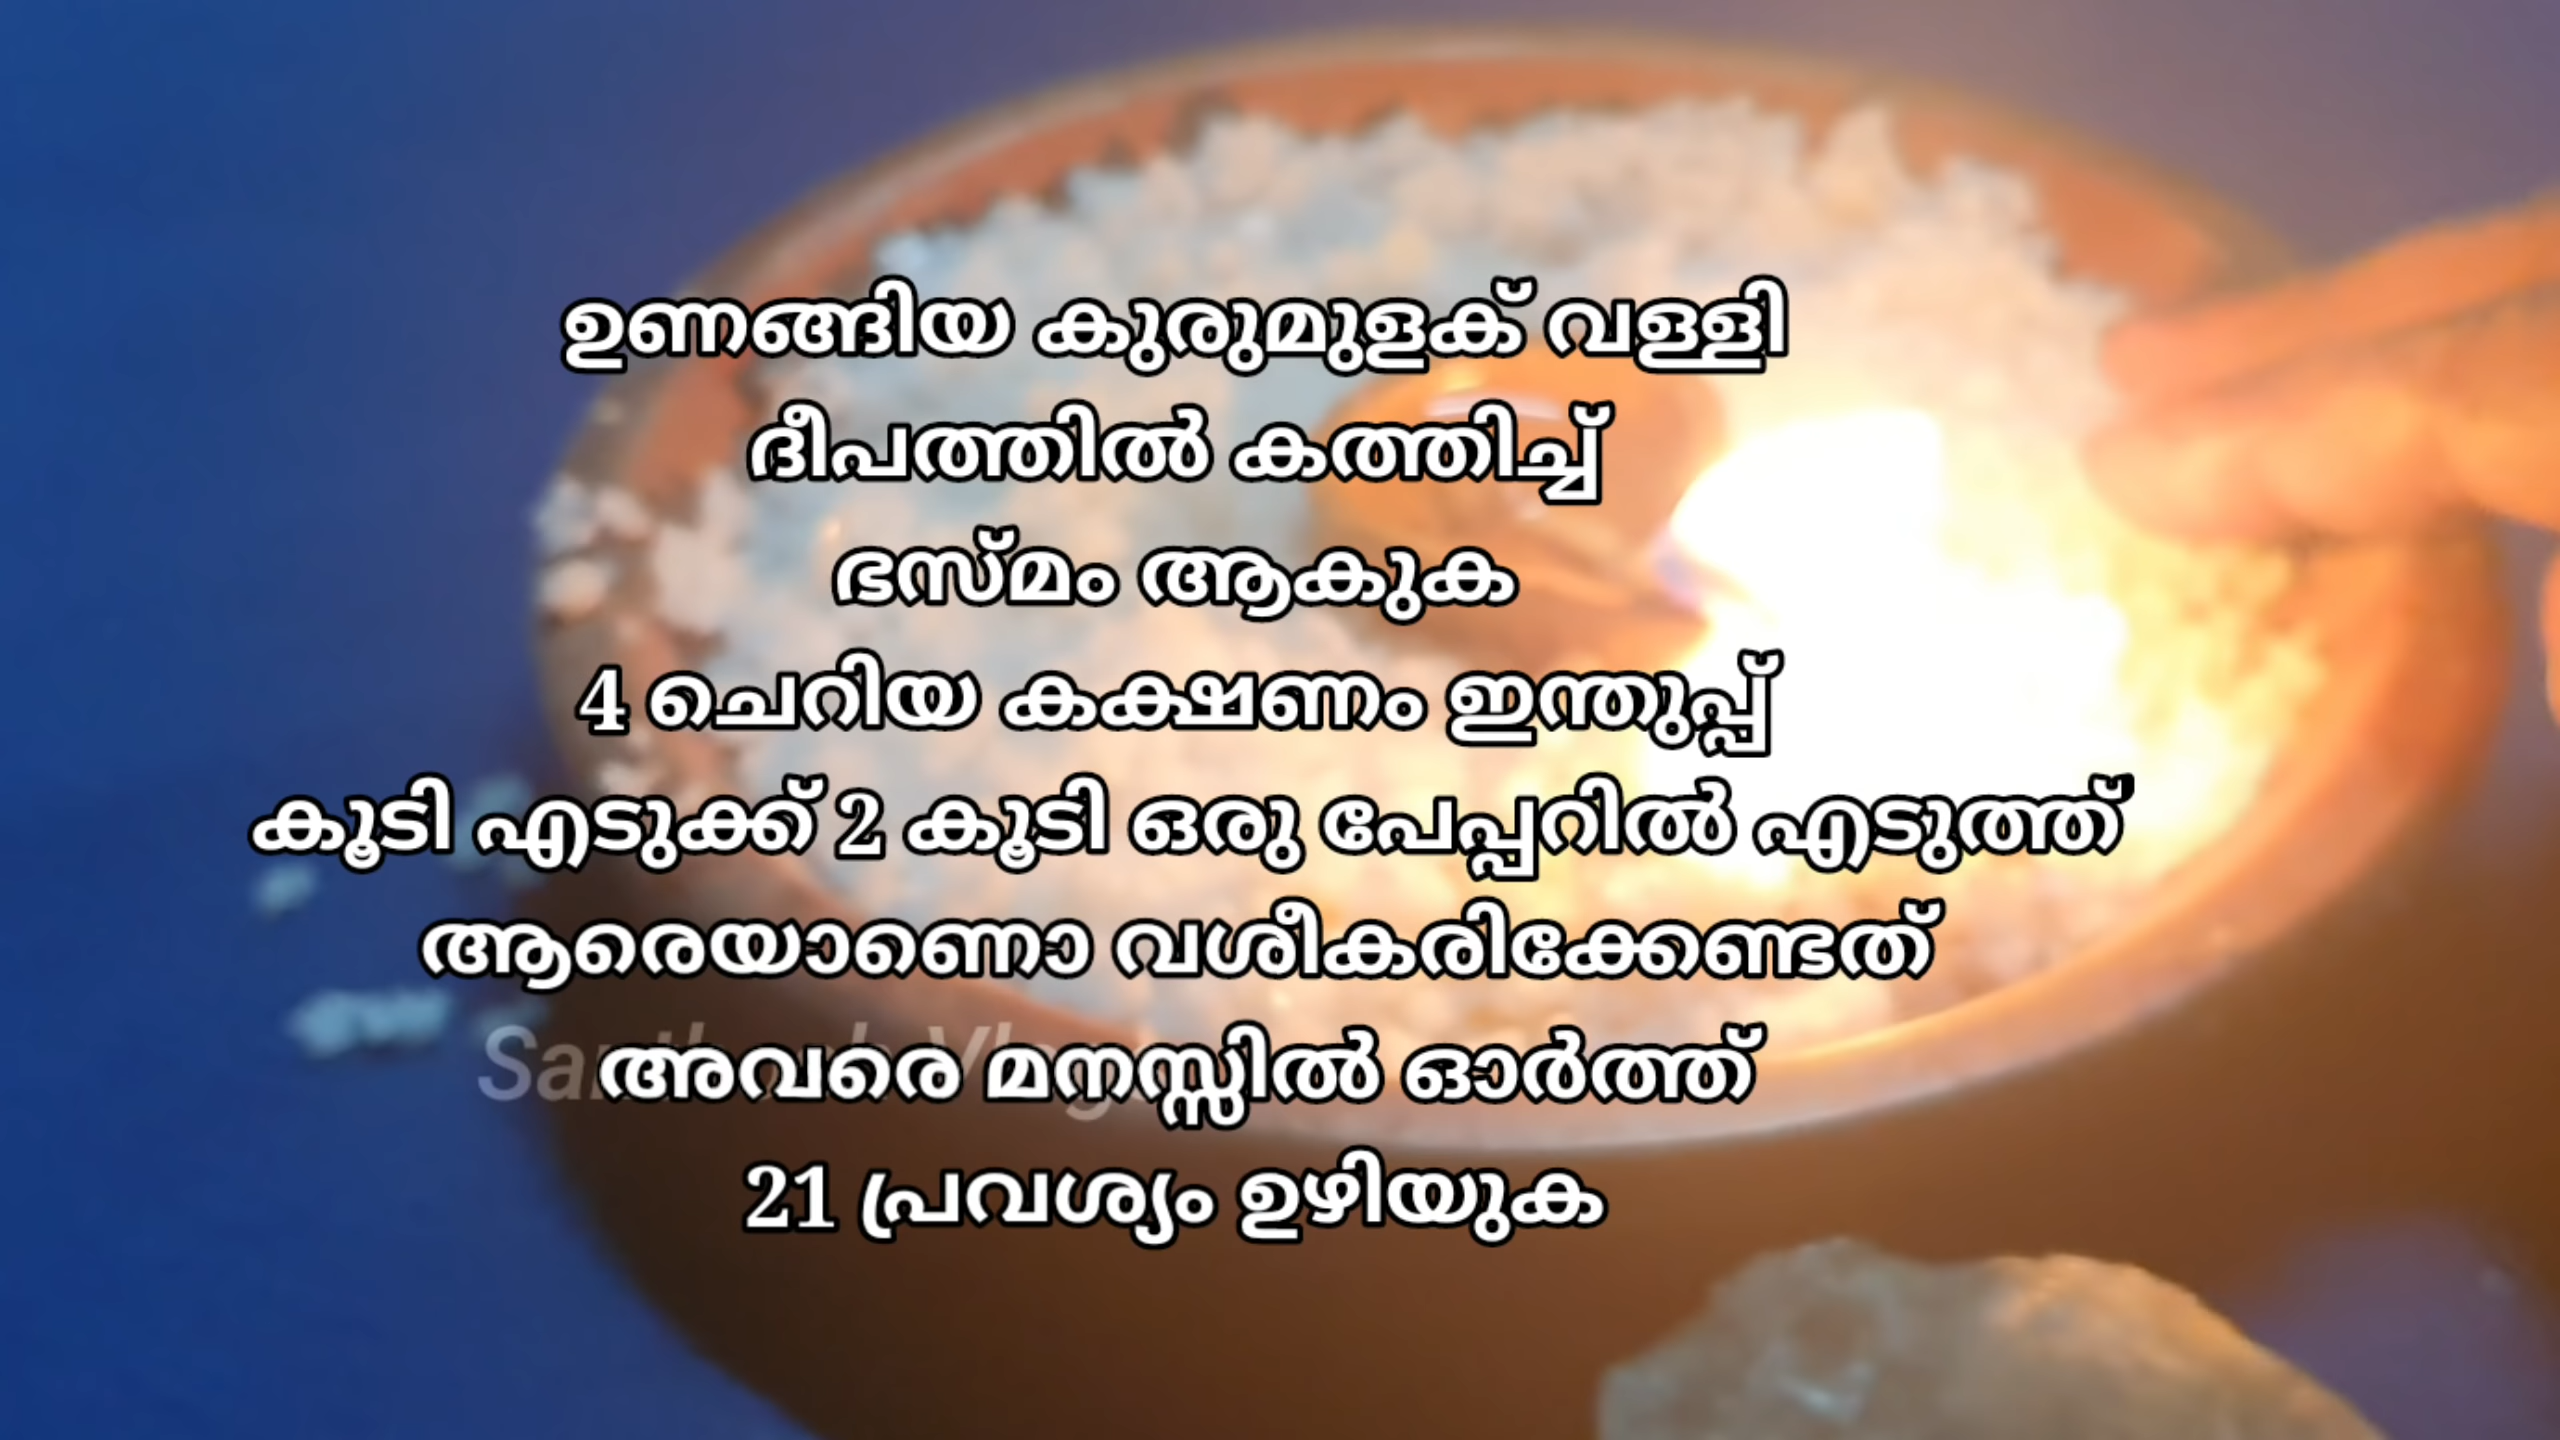 ഉണങ്ങിയ കുരുമുളക് വള്ളി
ദീപത്തിൽ കത്തിച്ച്
ഭസ്മം ആകുക
4 ചെറിയ കക്ഷണം ഇന്തുപ്പ്
കൂടി എടുക്ക് 2 കൂടി ഒരു പേപ്പറിൽ എടുത്ത്
ആരെയാണൊ വശീകരിക്കേണ്ടത്
അവരെ മനസ്സിൽ ഓർത്ത്
21 പ്രവശ്യം ഉഴിയുക